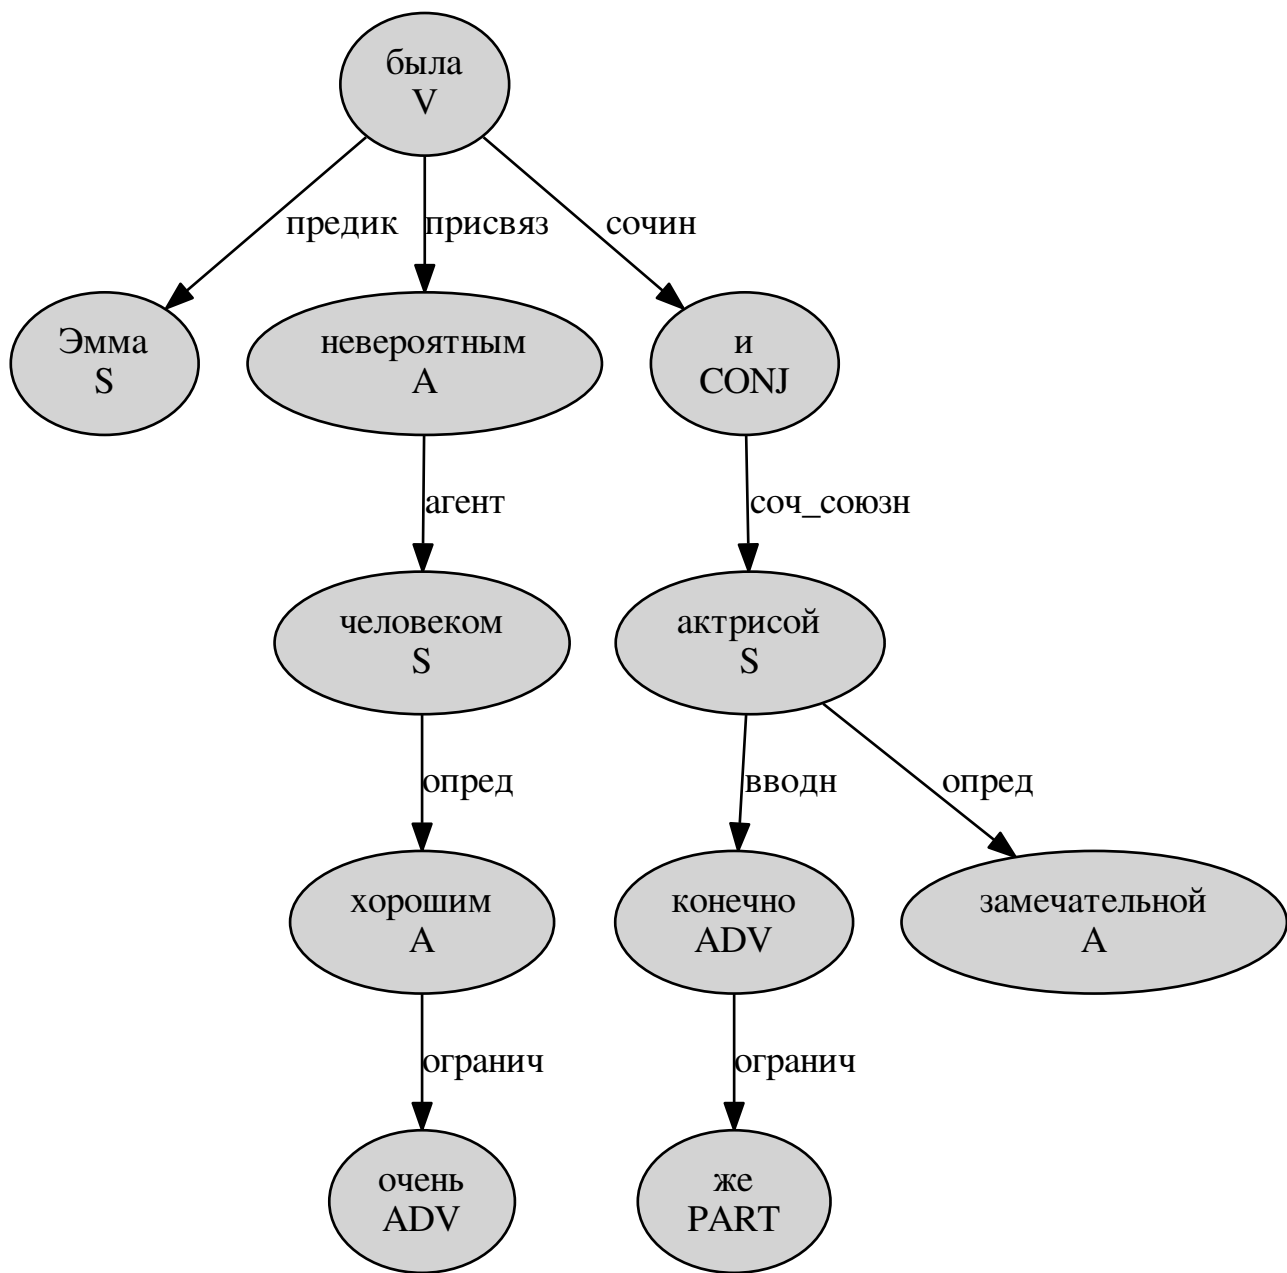 была
V
предик
присвяз
сочин
Эмма
S
невероятным
A
и
CONJ
агент
соч_союзн
человеком
S
актрисой
S
опред
вводн
опред
хорошим
A
конечно
ADV
замечательной
A
огранич
огранич
очень
ADV
же
PART